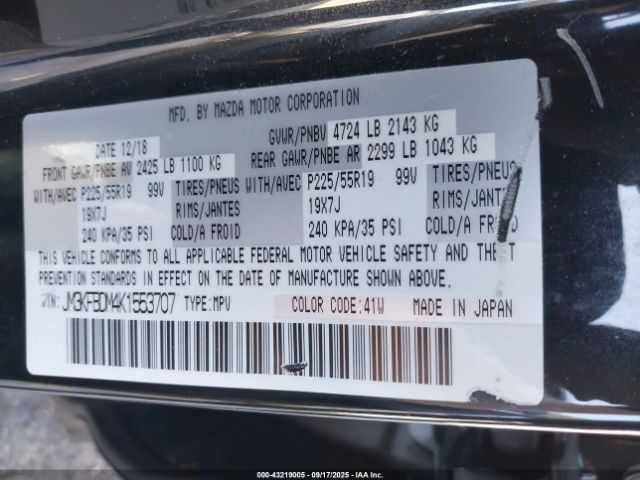 MFD. BY MAZDA MOTOR CORPORATION
DATE 12/18 GVWR/PNBV 4724 LB 2143 KG
FRONT GAWR/PNBE AV 2425 LB 1100 KG REAR GAWR/PNBE AR 2299 LB 1043 KG
WITH/AVEC P225/55R19 99V TIRES/PNEUS WITH/AVEC P225/55R19 99V TIRES/PNEUS
19X7J RIMS/JANTES 19X7J RIMS/JANTES
240 KPA/35 PSI COLD/A FROID 240 KPA/35 PSI COLD/A FROID
THIS VEHICLE CONFORMS TO ALL APPLICABLE FEDERAL MOTOR VEHICLE SAFETY AND THEFT
PREVENTION STANDARDS IN EFFECT ON THE DATE OF MANUFACTURE SHOWN ABOVE.
VIN: JM3KFBDM4K1553707 TYPE:MPV COLOR CODE:41W MADE IN JAPAN
000-43219005 - 09/17/2025 - IAA Inc.